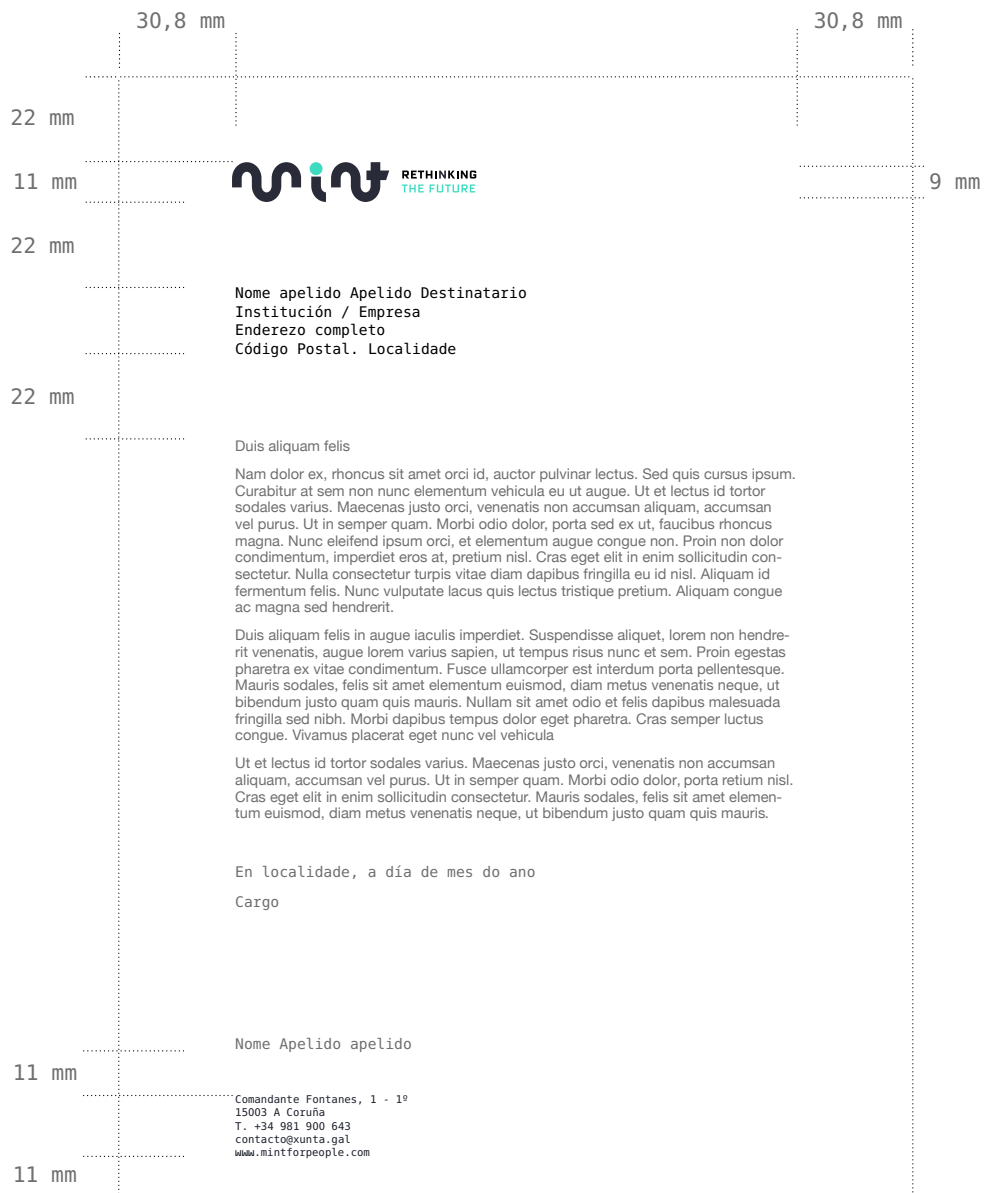 30,8 mm
30,8 mm
22 mm
mint RETHINKING
THE FUTURE
11 mm
9 mm
22 mm
Nome apelido Apelido Destinatario
Institución / Empresa
Enderezo completo
Código Postal. Localidade
22 mm
Duis aliquam felis
Nam dolor ex, rhoncus sit amet orci id, auctor pulvinar lectus. Sed quis cursus ipsum.
Curabitur at sem non nunc elementum vehicula eu ut augue. Ut et lectus id tortor
sodales varius. Maecenas justo orci, venenatis non accumsan aliquam, accumsan
vel purus. Ut in semper quam. Morbi odio dolor, porta sed ex ut, faucibus rhoncus
magna. Nunc eleifend ipsum orci, et elementum augue congue non. Proin non dolor
condimentum, imperdiet eros at, pretium nisl. Cras eget elit in enim sollicitudin con-
sectetur. Nulla consectetur turpis vitae diam dapibus fringilla eu id nisl. Aliquam id
fermentum felis. Nunc vulputate lacus quis lectus tristique pretium. Aliquam congue
ac magna sed hendrerit.
Duis aliquam felis in augue iaculis imperdiet. Suspendisse aliquet, lorem non hendre-
rit venenatis, augue lorem varius sapien, ut tempus risus nunc et sem. Proin egestas
pharetra ex vitae condimentum. Fusce ullamcorper est interdum porta pellentesque.
Mauris sodales, felis sit amet elementum euismod, diam metus venenatis neque, ut
bibendum justo quam quis mauris. Nullam sit amet odio et felis dapibus malesuada
fringilla sed nibh. Morbi dapibus tempus dolor eget pharetra. Cras semper luctus
congue. Vivamus placerat eget nunc vel vehicula
Ut et lectus id tortor sodales varius. Maecenas justo orci, venenatis non accumsan
aliquam, accumsan vel purus. Ut in semper quam. Morbi odio dolor, porta retium nisl.
Cras eget elit in enim sollicitudin consectetur. Mauris sodales, felis sit amet elemen-
tum euismod, diam metus venenatis neque, ut bibendum justo quam quis mauris.
En localidade, a día de mes do ano
Cargo
Nome Apelido apelido
11 mm
Comandante Fontanes, 1 - 1º
15003 A Coruña
T. +34 981 900 643
contacto@xunta.gal
www.mintforpeople.com
11 mm